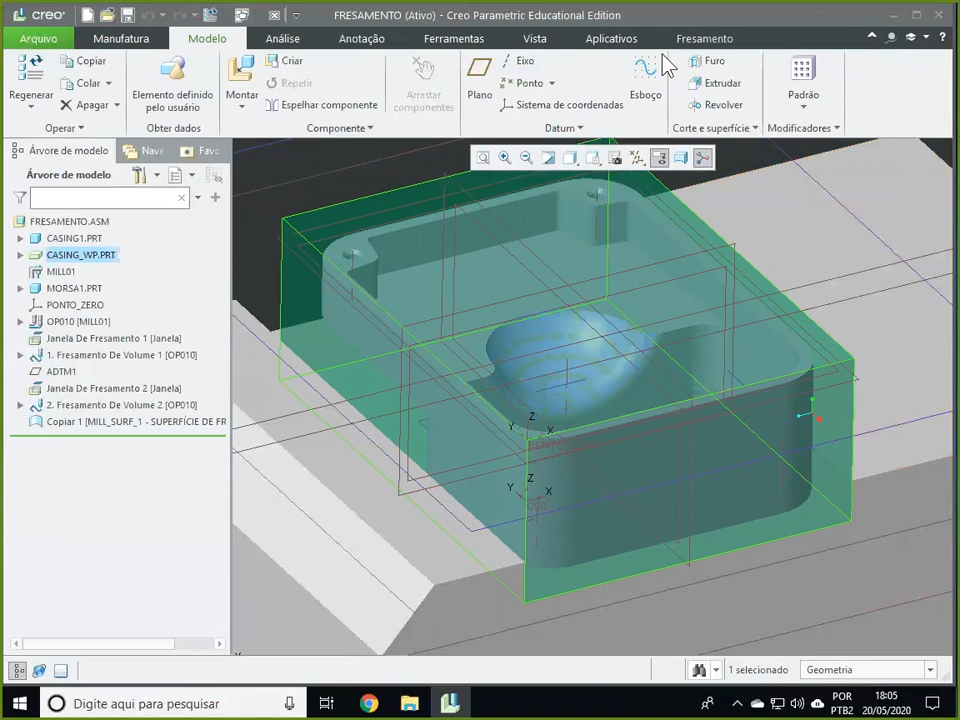 creo FRESAMENTO (Ativo) - Creo Parametric Educational Edition
Arquivo Manufatura Modelo Análise Anotação Ferramentas Vista Aplicativos Fresamento
Regenerar Copiar Colar Apagar Elemento definido pelo usuário Montar Criar Repetir Espelhar componente Arrastar componentes Plano Eixo Ponto Sistema de coordenadas Esboço Furo Extrudar Revolver Padrão
Operar Obter dados Componente Datum Corte e superfície Modificadores
Árvore de modelo Nave Favo
Árvore de modelo
FRESAMENTO.ASM
CASING1.PRT
CASING_WP.PRT
MILL01
MORSA1.PRT
PONTO_ZERO
OP010 [MILL01]
Janela De Fresamento 1 (Janela)
1. Fresamento De Volume 1 [OP010)
ADTM1
Janela De Fresamento 2 (Janela)
2. Fresamento De Volume 2 [OP010)
Copiar 1 [MILL_SURF_1 - SUPERFÍCIE DE FR
Z
Y
X
Z
Y
X
CS0
1 selecionado Geometria
Digite aqui para pesquisar
POR
PTB2
18:05
20/05/2020